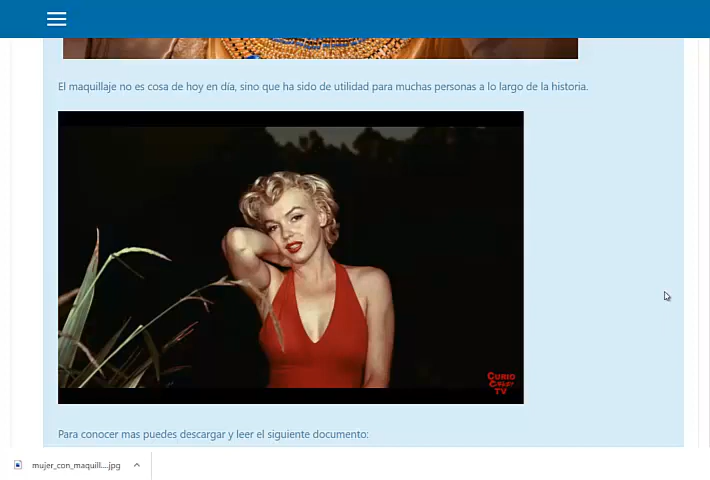 El maquillaje no es cosa de hoy en día, sino que ha sido de utilidad para muchas personas a lo largo de la historia.
CURIO
TV
Para conocer mas puedes descargar y leer el siguiente documento:
mujer_con_maquill....jpg